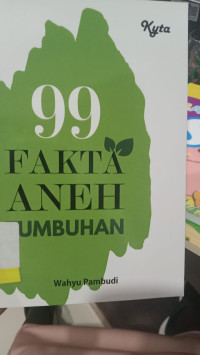 Kyta
99
FAKTA
ANEH
UMBUHAN
Wahyu Pambudi